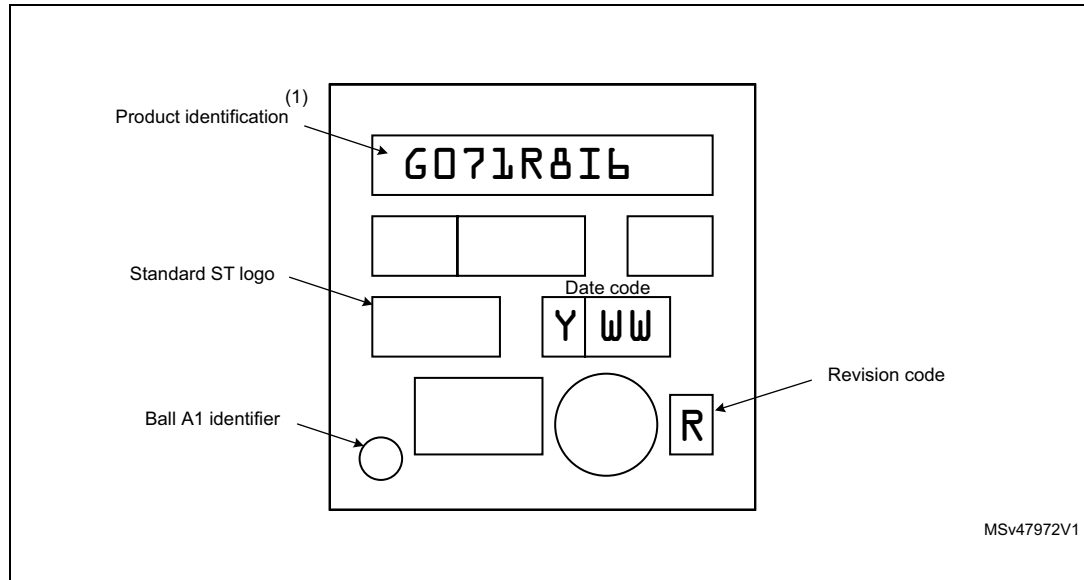 (1)
Product identification
G071R8I6
Standard ST logo
Date code
Y WW
Revision code
Ball A1 identifier
R
MSv47972V1